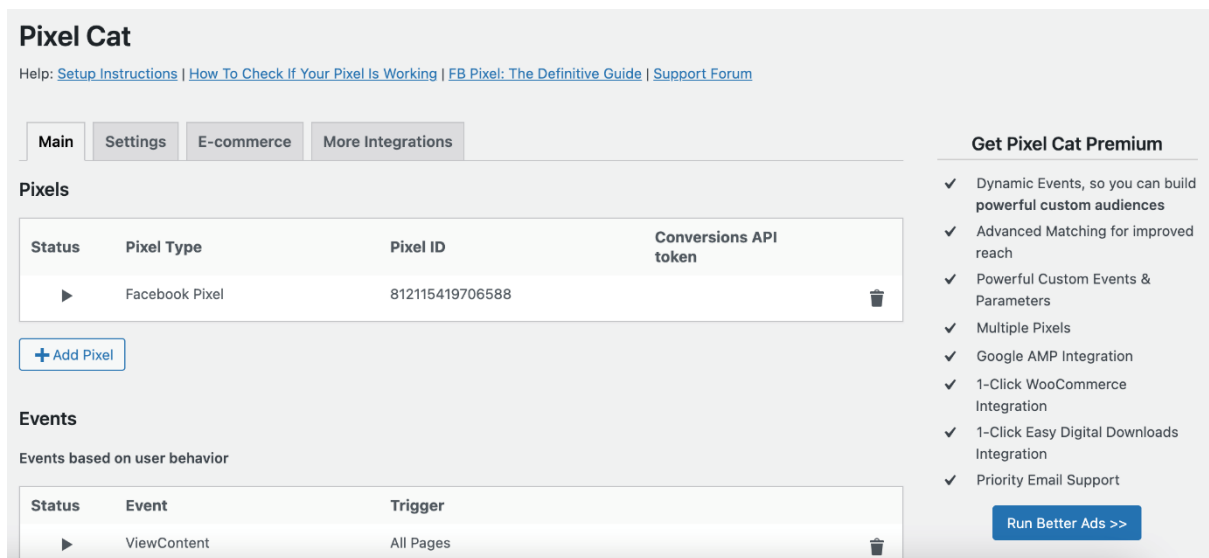 Pixel Cat
Help: Setup Instructions | How To Check If Your Pixel Is Working | FB Pixel: The Definitive Guide | Support Forum
Main
Settings
E-commerce
More Integrations
Pixels
Status
Pixel Type
Pixel ID
Conversions API
token
Facebook Pixel
812115419706588
Add Pixel
Events
Events based on user behavior
Status
Event
Trigger
ViewContent
All Pages
Get Pixel Cat Premium
Dynamic Events, so you can build
powerful custom audiences
Advanced Matching for improved
reach
Powerful Custom Events &
Parameters
Multiple Pixels
Google AMP Integration
1-Click WooCommerce
Integration
1-Click Easy Digital Downloads
Integration
Priority Email Support
Run Better Ads >>